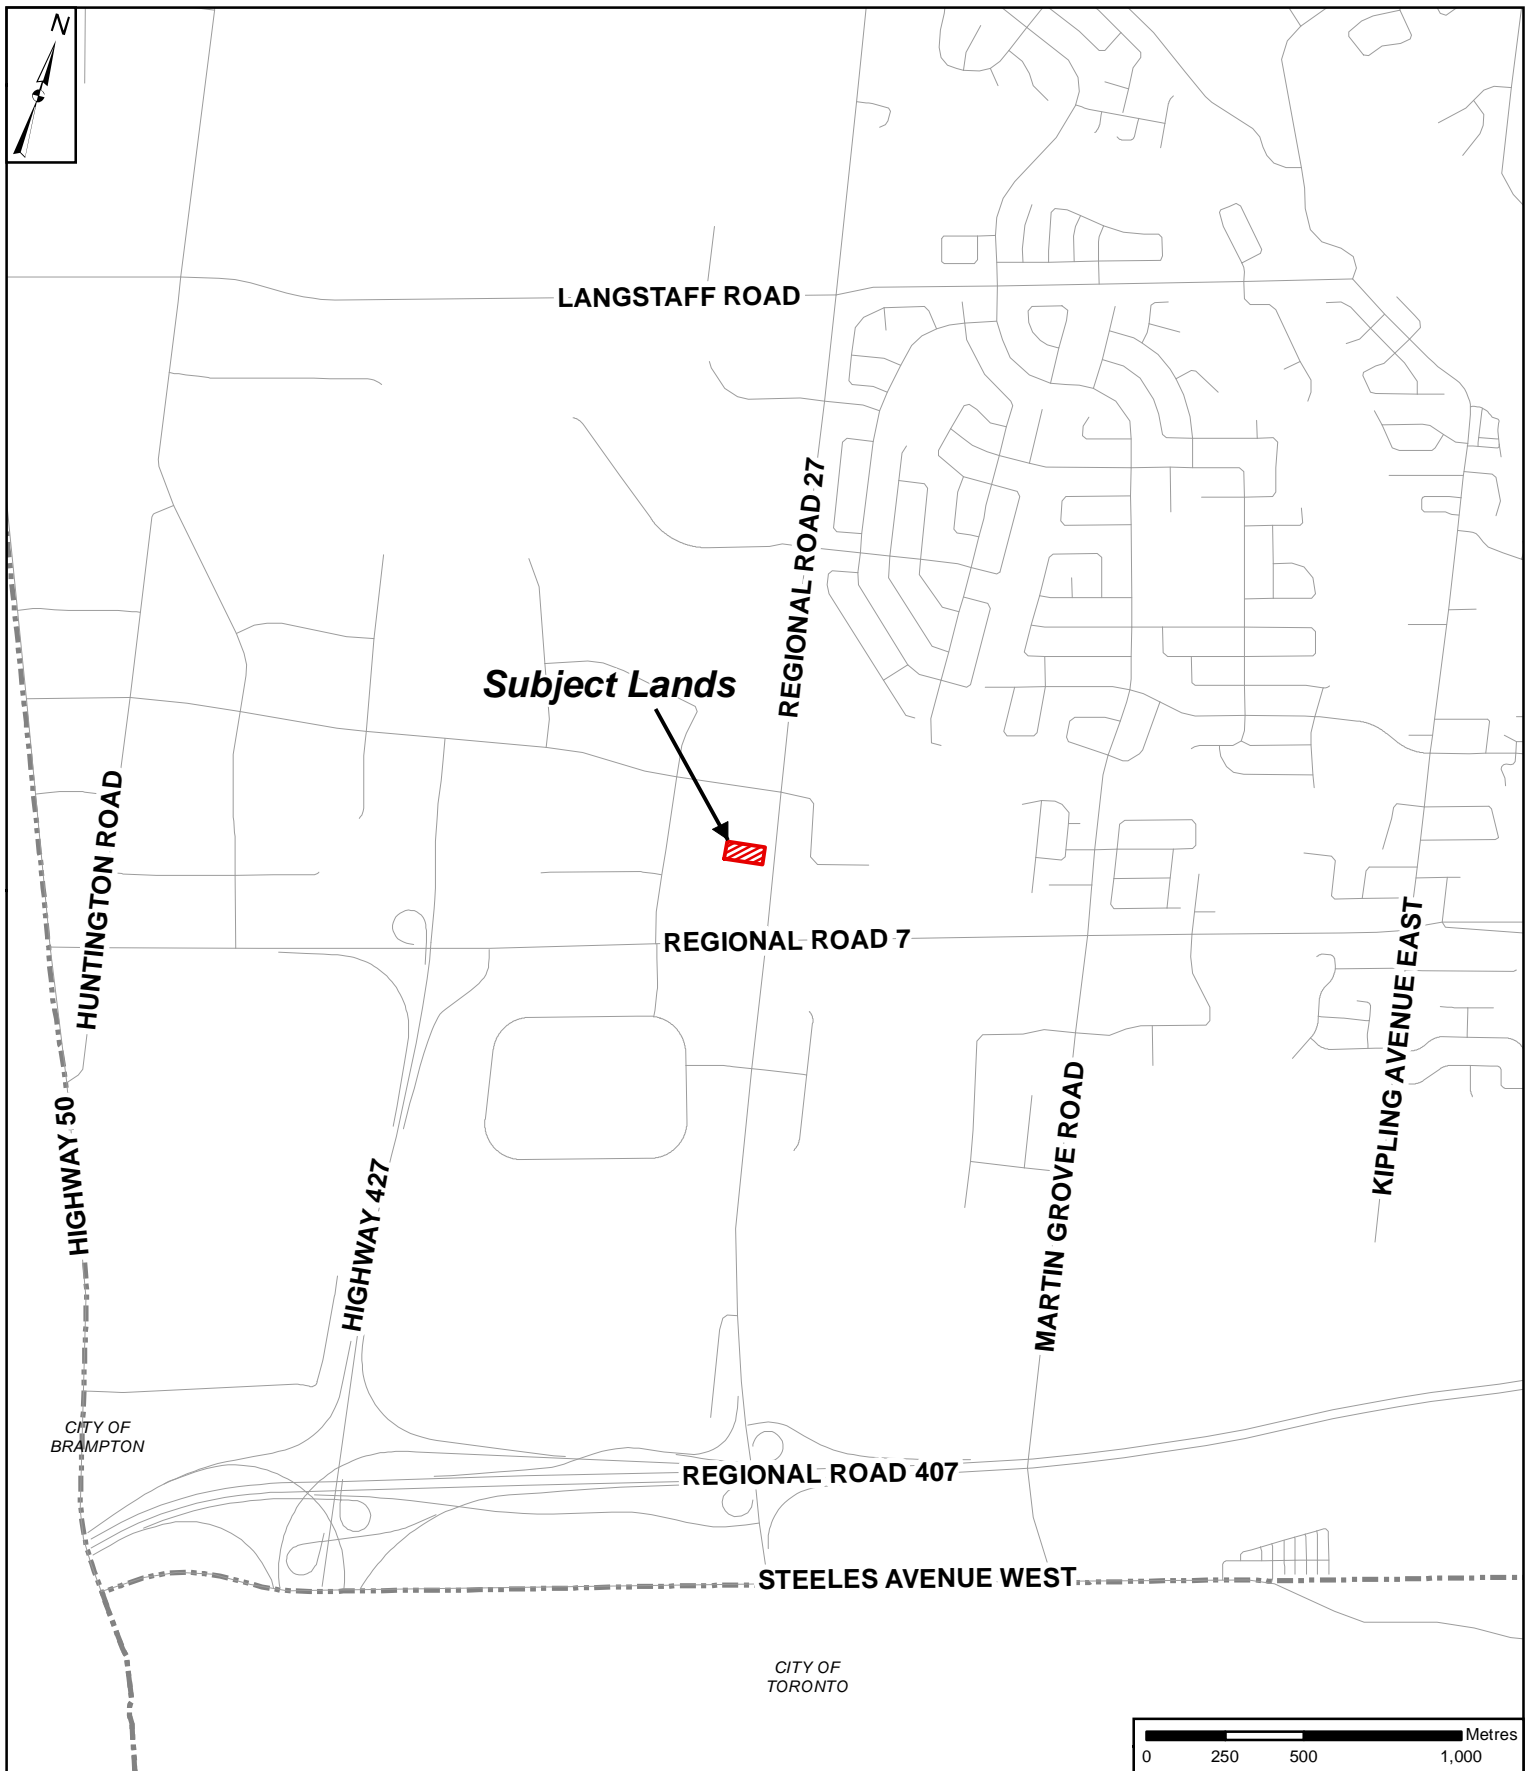 N
LANGSTAFF ROAD
REGIONAL ROAD 27
Subject Lands
HUNTINGTON ROAD
REGIONAL ROAD 7
KIPLING AVENUE EAST
MARTIN GROVE ROAD
HIGHWAY 50
HIGHWAY 427
CITY OF
BRAMPTON
REGIONAL ROAD 407
STEELES AVENUE WEST
CITY OF
TORONTO
Metres
0 250 500 1,000